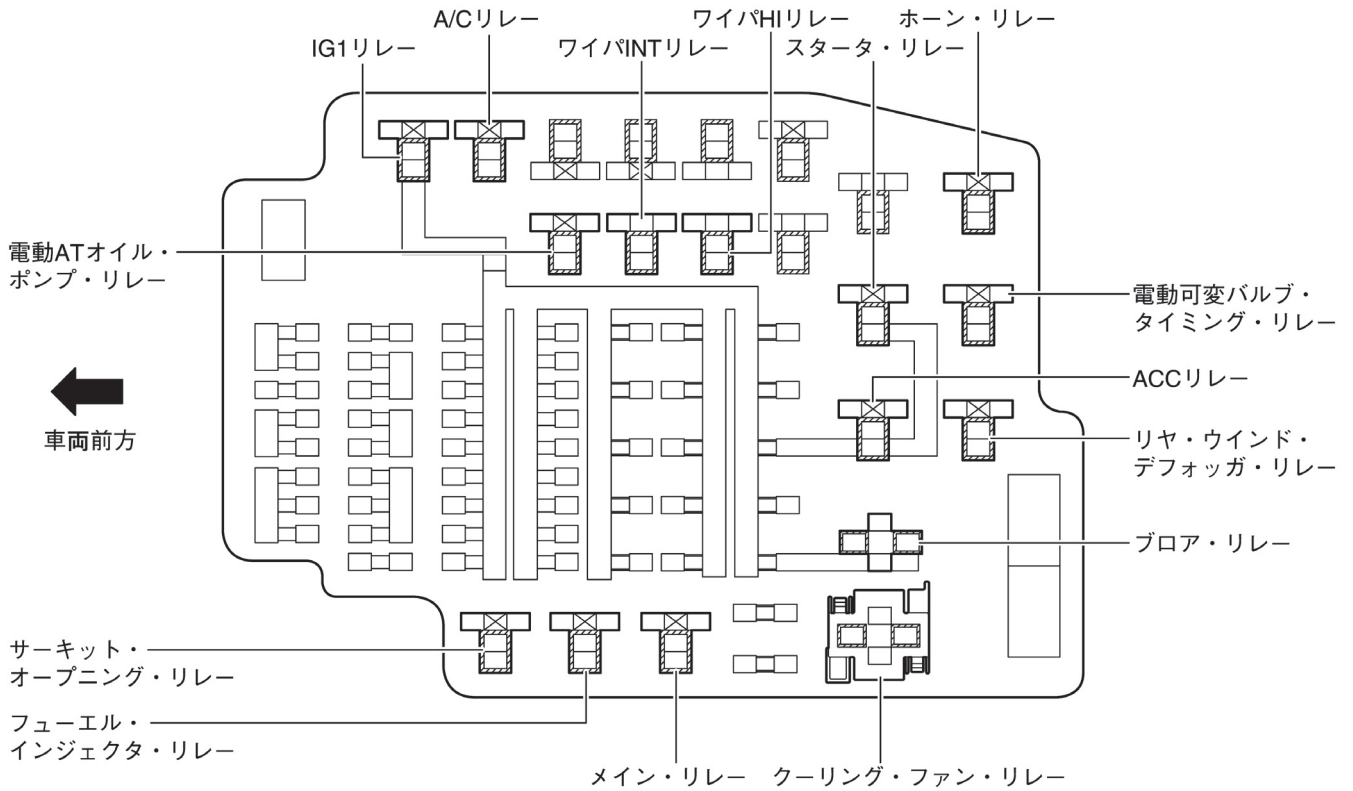 A/Cリレー
ワイパHIリレー
ホーン・リレー
IG1リレー
ワイパINTリレー
スタータ・リレー
電動ATオイル・
ポンプ・リレー
電動可変バルブ・
タイミング・リレー
ACCリレー
車両前方
リヤ・ウインド・
デフォッガ・リレー
ブロア・リレー
サーキット・
オープニング・リレー
フューエル・
インジェクタ・リレー
メイン・リレー
クーリング・ファン・リレー